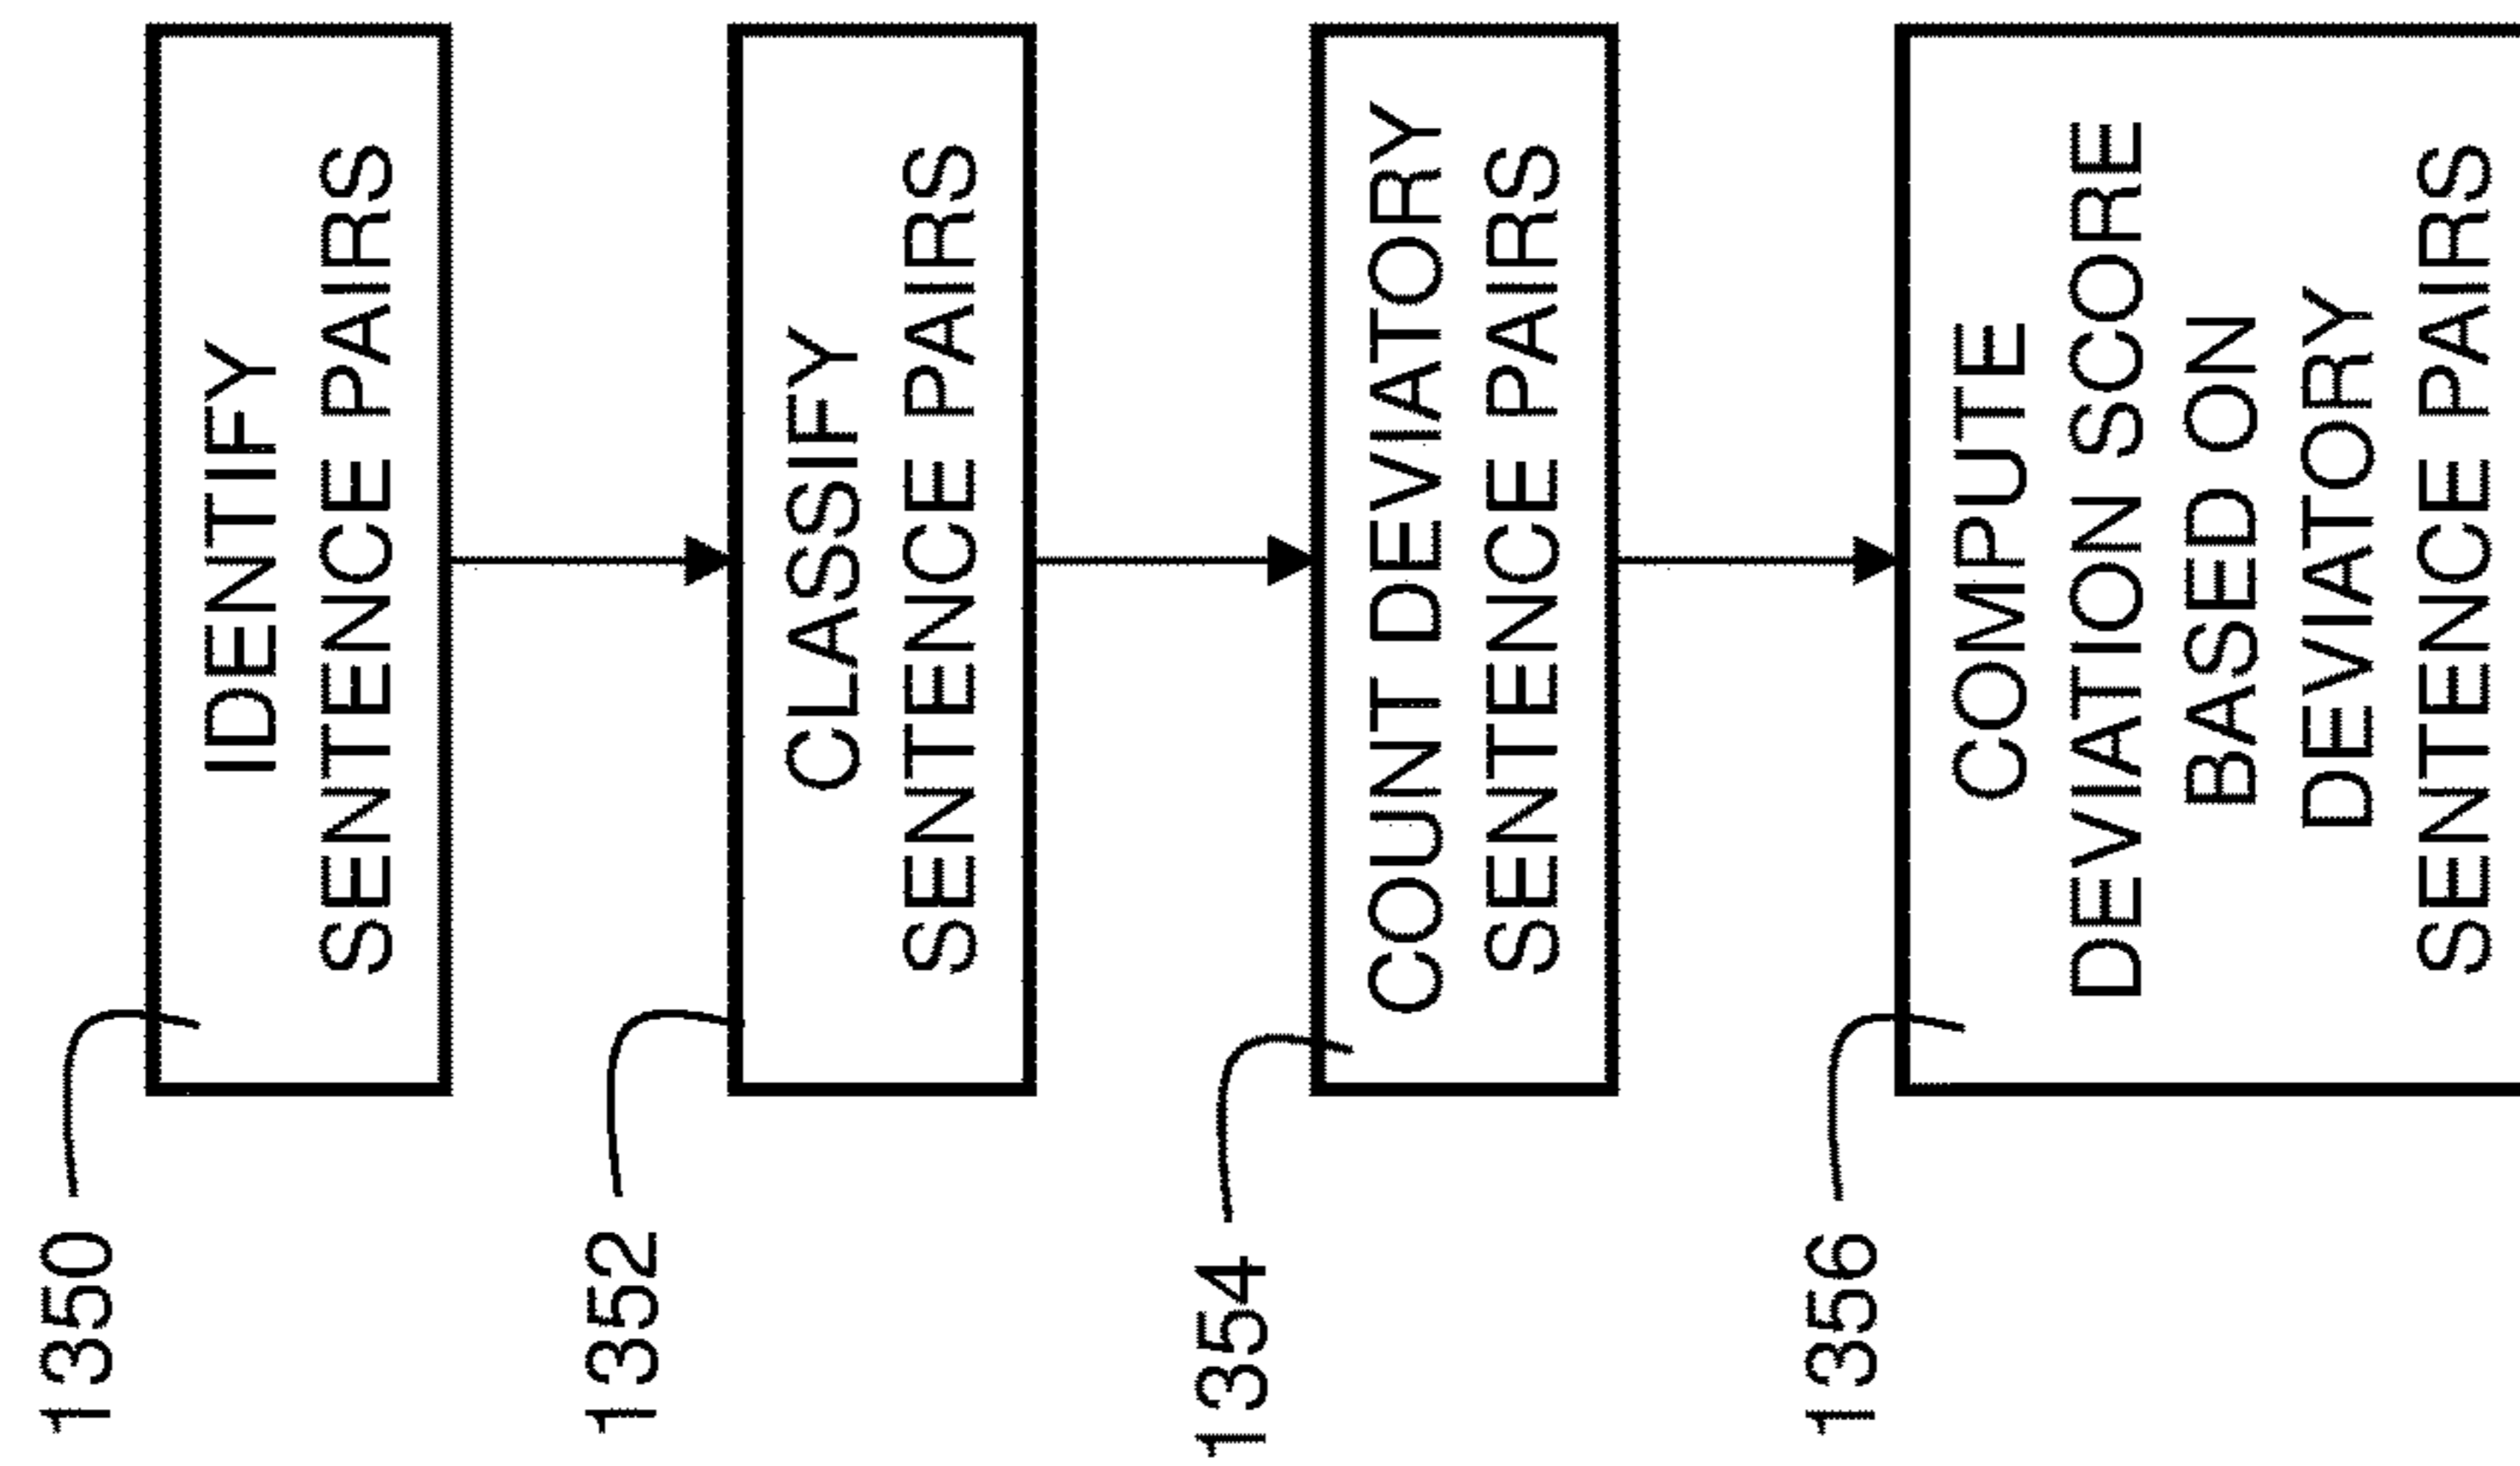 1350
IDENTIFY
SENTENCE PAIRS
1352
CLASSIFY
SENTENCE PAIRS
1354
COUNT DEVIATORY
SENTENCE PAIRS
1356
COMPUTE
DEVIATION SCORE
BASED ON
DEVIATORY
SENTENCE PAIRS